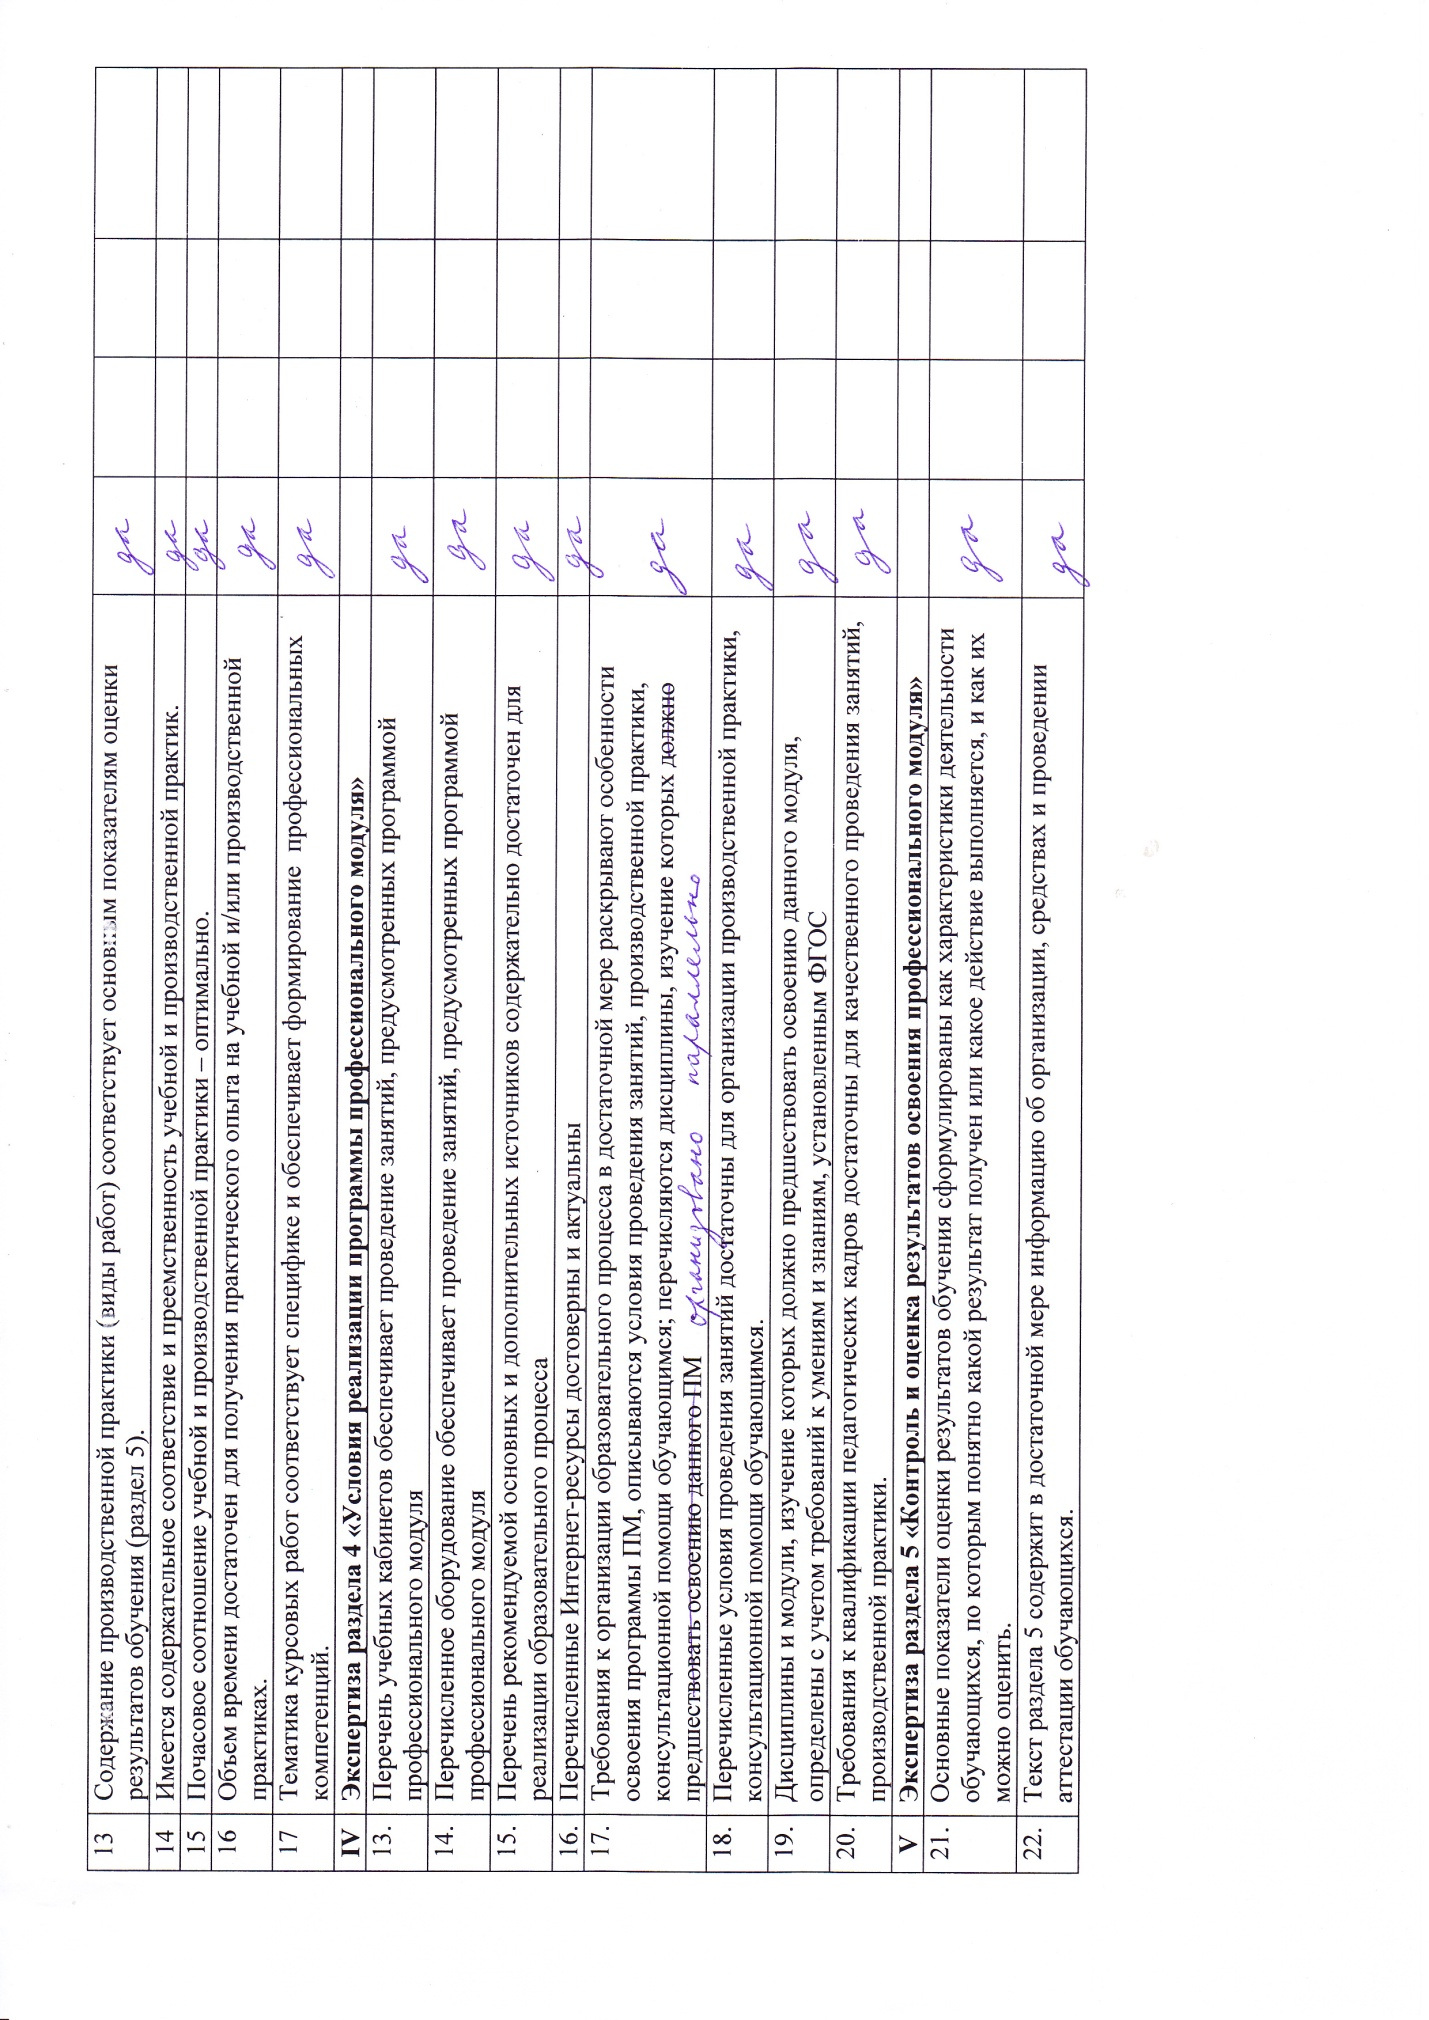 13 Содержание производственной практики (виды работ) соответствует основным показателям оценки да
результатов обучения (раздел 5).
14 Имеется содержательное соответствие и преемственность учебной и производственной практик. да
15 Почасовое соотношение учебной и производственной практики – оптимально. да
16 Объем времени достаточен для получения практического опыта на учебной и/или производственной да
практиках.
17 Тематика курсовых работ соответствует специфике и обеспечивает формирование профессиональных да
компетенций.
IV Экспертиза раздела 4 «Условия реализации программы профессионального модуля»
13. Перечень учебных кабинетов обеспечивает проведение занятий, предусмотренных программой да
профессионального модуля
14. Перечисленное оборудование обеспечивает проведение занятий, предусмотренных программой да
профессионального модуля
15. Перечень рекомендуемой основных и дополнительных источников содержательно достаточен для да
реализации образовательного процесса
16. Перечисленные Интернет-ресурсы достоверны и актуальны да
17. Требования к организации образовательного процесса в достаточной мере раскрывают особенности да
освоения программы ПМ, описываются условия проведения занятий, производственной практики,
консультационной помощи обучающимся; перечисляются дисциплины, изучение которых должно
предшествовать освоению данного ПМ организовано параллельно
18. Перечисленные условия проведения занятий достаточны для организации производственной практики, да
консультационной помощи обучающимся.
19. Дисциплины и модули, изучение которых должно предшествовать освоению данного модуля, да
определены с учетом требований к умениям и знаниям, установленным ФГОС
20. Требования к квалификации педагогических кадров достаточны для качественного проведения занятий, да
производственной практики.
V Экспертиза раздела 5 «Контроль и оценка результатов освоения профессионального модуля»
21. Основные показатели оценки результатов обучения сформулированы как характеристики деятельности да
обучающихся, по которым понятно какой результат получен или какое действие выполняется, и как их
можно оценить.
22. Текст раздела 5 содержит в достаточной мере информацию об организации, средствах и проведении да
аттестации обучающихся.